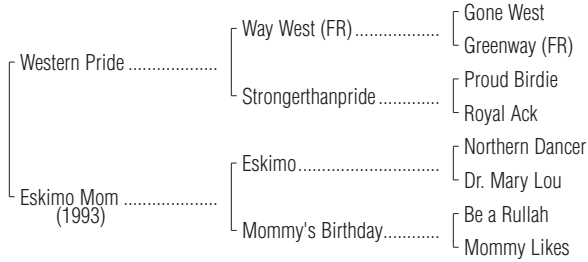 Gone West
Way West (FR)..................
Greenway (FR)
Western Pride ...................
Proud Birdie
Strongerthanpride.............
Royal Ack
Northern Dancer
Eskimo..............................
Dr. Mary Lou
Eskimo Mom ....................
(1993)
Be a Rullah
Mommy's Birthday............
Mommy Likes